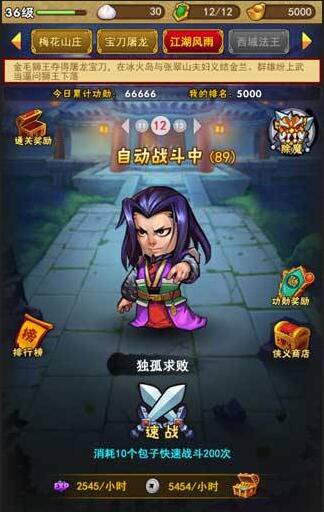 36级 12/12 5000
梅花山庄 宝刀屠龙 江湖风雨 西域法王
金毛狮王夺得屠龙宝刀，在冰火岛与张翠山夫妇义结金兰。群雄纷上武
当逼问狮王下落
今日累计功勋: 66666 我的排名: 5000
11 12 13
通关奖励 自动战斗中 (89) 除魔
功勋奖励
排行榜 侠义商店
独孤求败
速战
消耗10个包子快速战斗200次
EXP 2545/小时 5454/小时